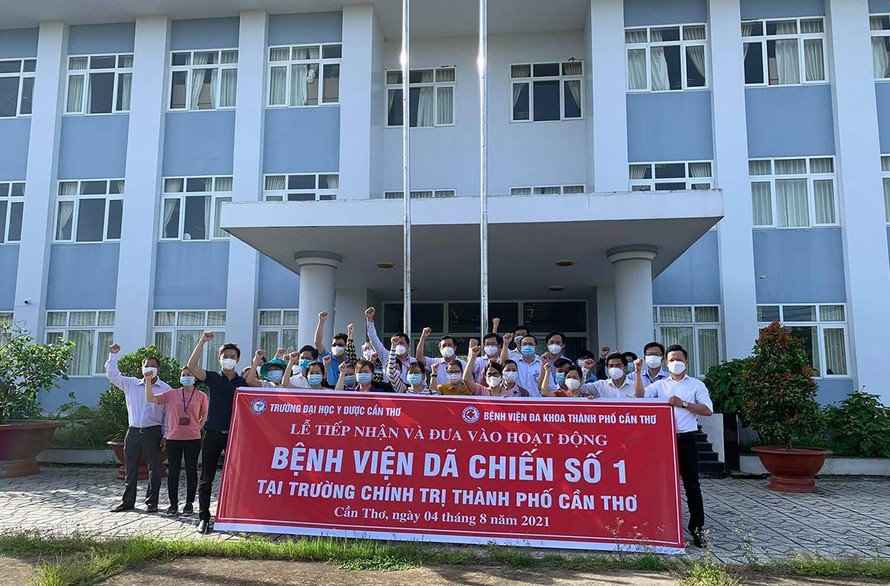 TRƯỜNG ĐẠI HỌC Y DƯỢC CẦN THƠ
BỆNH VIỆN ĐA KHOA THÀNH PHỐ CẦN THƠ
LỄ TIẾP NHẬN VÀ ĐƯA VÀO HOẠT ĐỘNG
BỆNH VIỆN DÃ CHIẾN SỐ 1
TẠI TRƯỜNG CHÍNH TRỊ THÀNH PHỐ CẦN THƠ
Cần Thơ, ngày 04 tháng 8 năm 2021